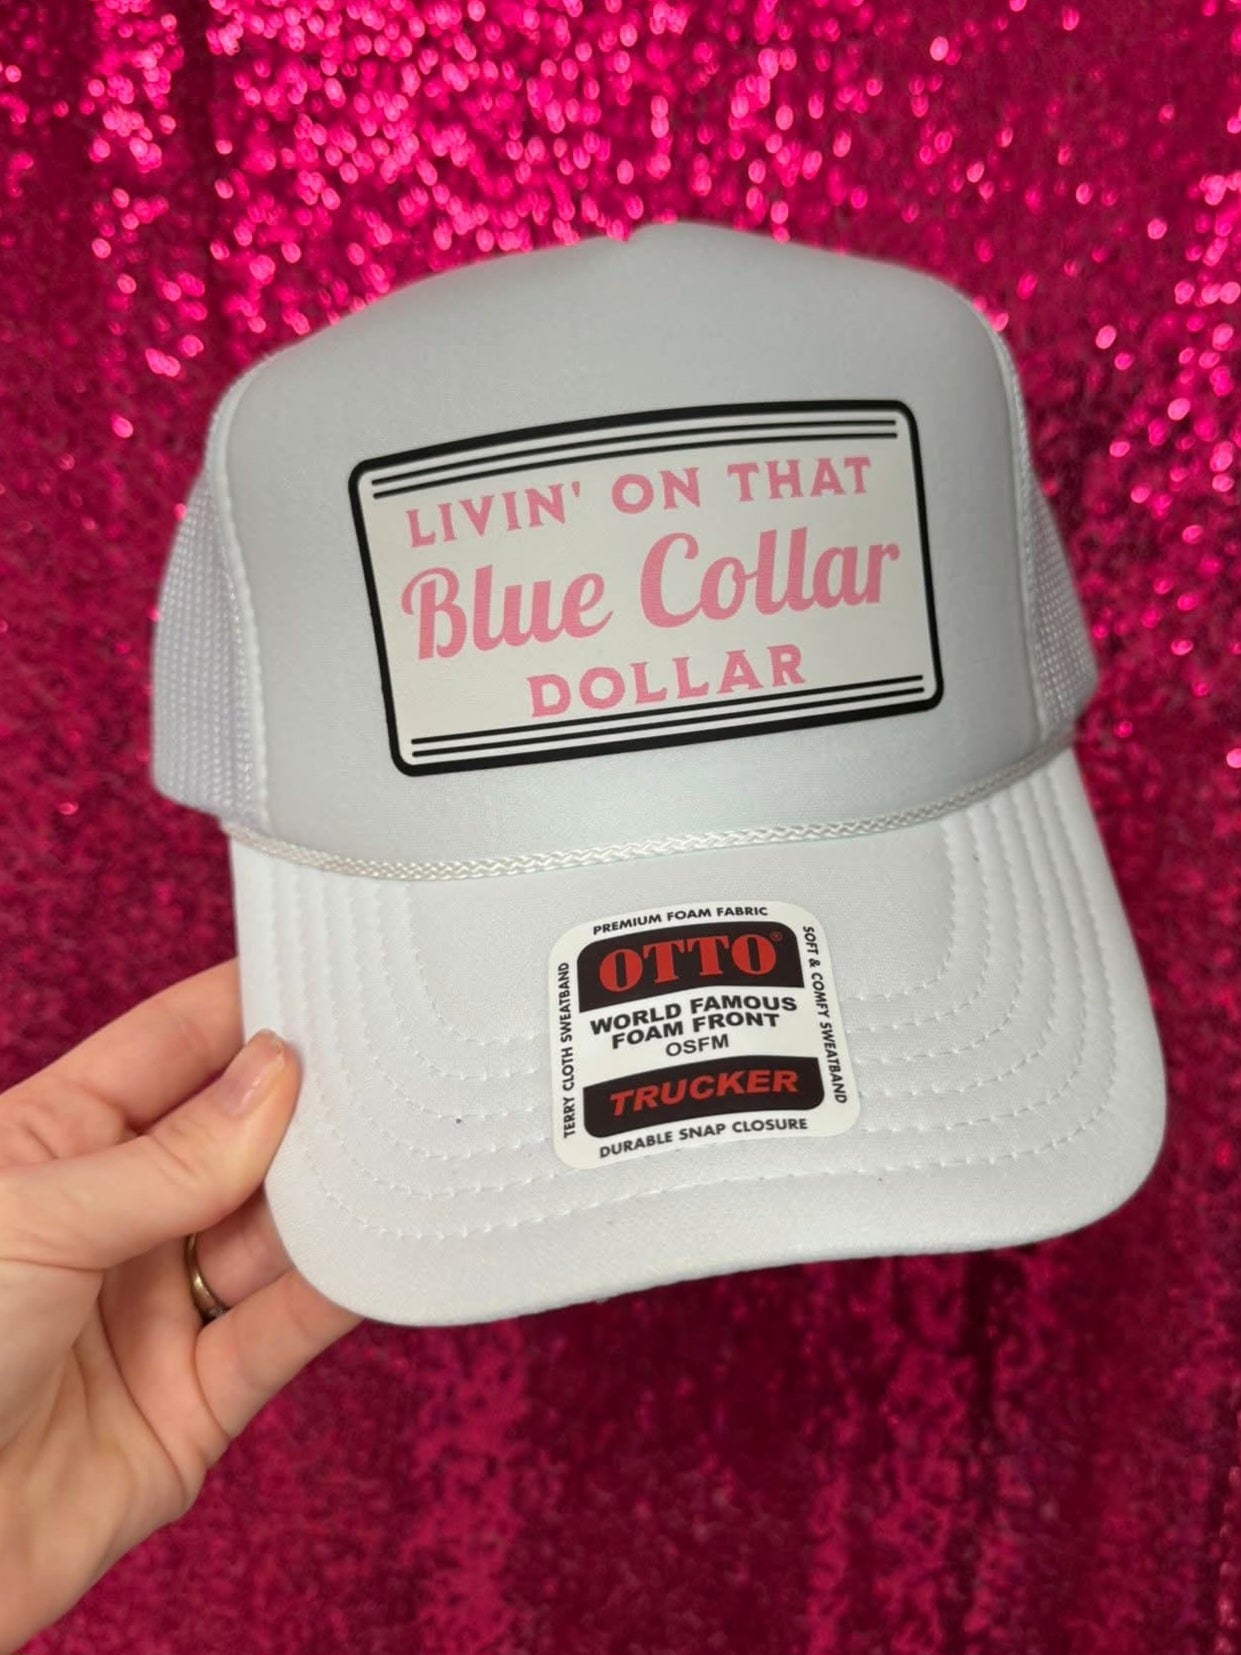 LIVIN' ON THAT
Blue Collar
DOLLAR
PREMIUM FOAM FABRIC
OTTO®
WORLD FAMOUS
FOAM FRONT
OSFM
TRUCKER
DURABLE SNAP CLOSURE
TERRY CLOTH SWEATBAND
SOFT & COMFY SWEATBAND